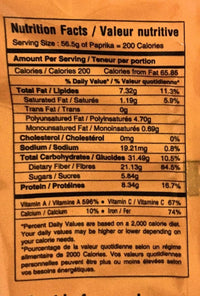 Nutrition Facts / Valeur nutritive
Serving Size : 56.5g of Paprika = 200 Calories
Amount Per Serving / Teneur per portion
Calories / Calories 200 Calories from Fat 65.85
% Daily Value* / % Valeur quotidienne*
Total Fat / Lipides 7.32g 11.3%
Saturated Fat / Saturés 1.19g 5.9%
Trans Fat / Trans 0g
Polyunsaturated Fat / Polyinsaturates 4.70g
Monounsaturated Fat / Monoinsaturates 0.69g
Cholesterol / Cholestérol 0mg 0%
Sodium / Sodium 19.21mg 0.8%
Total Carbohydrates / Glucides 31.49g 10.5%
Dietary Fiber / Fibres 21.13g 84.5%
Sugars / Sucres 5.84g
Protein / Protéines 8.34g 16.7%
Vitamin A / Vitamine A 596% • Vitamin C / Vitamine C 67%
Calcium / Calcium 10% • Iron / Fer 74%
*Percent Daily Values are based on a 2,000 calorie diet.
Your daily values may be higher or lower depending on
your calorie needs.
*Pourcentage de la valeur quotidienne selon un régime
alimentaire de 2000 Calories. Vos valeurs quotidiennes
personnelles peuvent être plus ou moins élevées selon
vos besoins énergétiques.